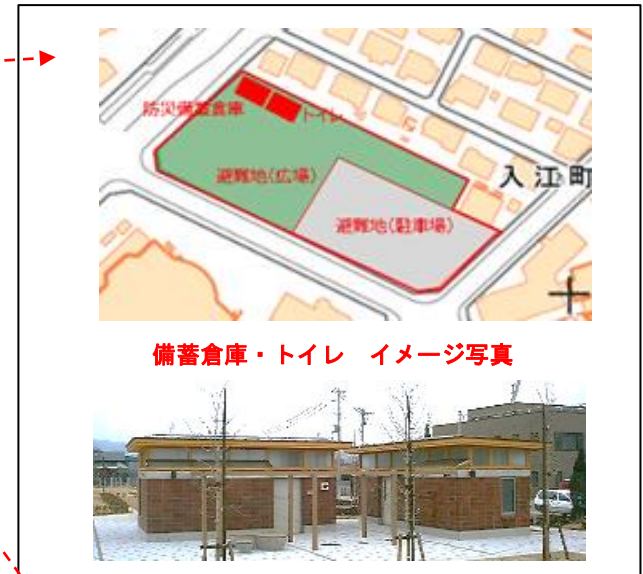 防災備蓄倉庫
トイレ
避難地(広場)
入江町
避難地(駐車場)
備蓄倉庫・トイレ イメージ写真